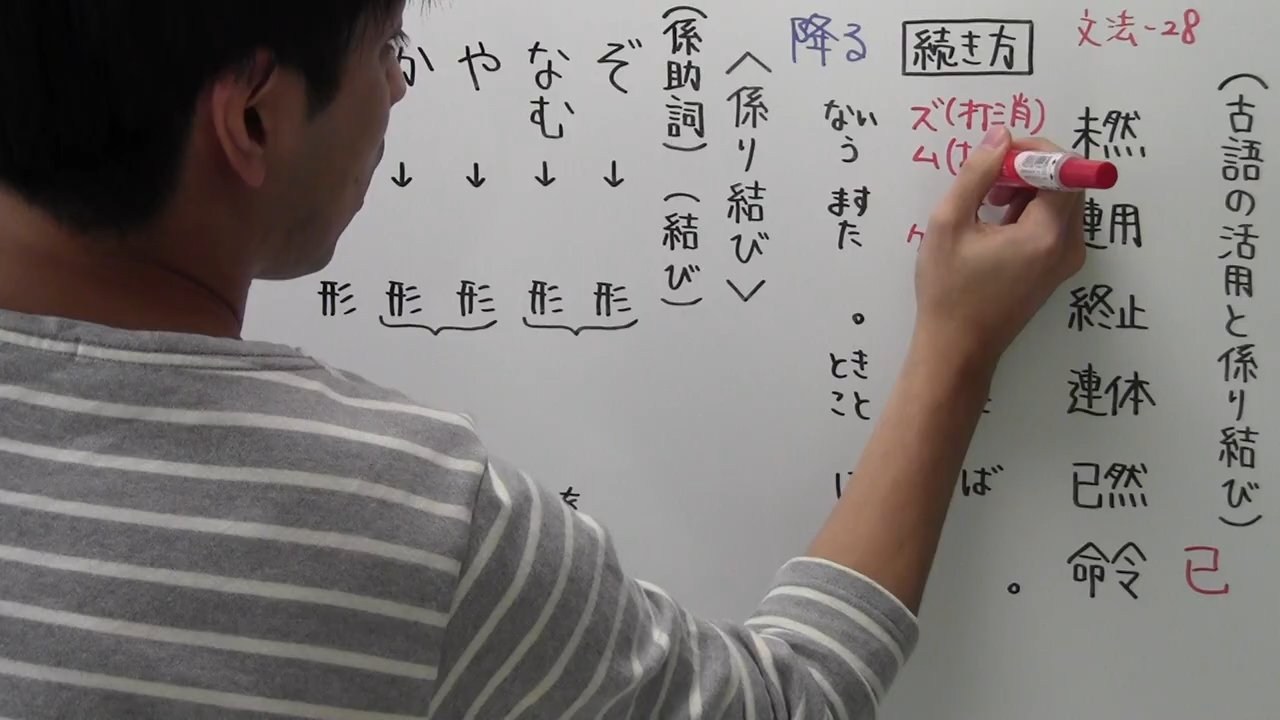 文法-28
(古語の活用と係り結び)
未然
連用
終止
連体
已然
命令
已
続き方
ズ(打消)
ム(
ば
。
降る
ない
う
ます
た
。
とき
こと
〈係り結び〉
(係助詞)(結び)
ぞ↓形
なむ↓形
や↓形
か↓形
形
を